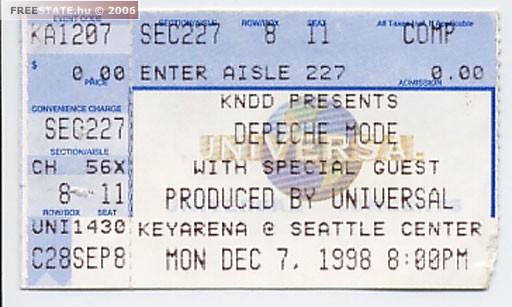 FREESTATE.hu © 2006
EVENT CODE SECTION/AISLE ROW/BOX SEAT All Taxes Incl. If Applicable
KA1207 SEC227 8 11 COMP
$ 0.00 ENTER AISLE 227 0.00
PRICE ADMISSION
KNDD PRESENTS
CONVENIENCE CHARGE
SEC227 DEPECHE MODE
UNIVERSAL
SECTION/AISLE
CH 56X WITH SPECIAL GUEST
8 11 PRODUCED BY UNIVERSAL
ROW/BOX SEAT
UNI1430 KEYARENA @ SEATTLE CENTER
C28SEP8 MON DEC 7, 1998 8:00PM